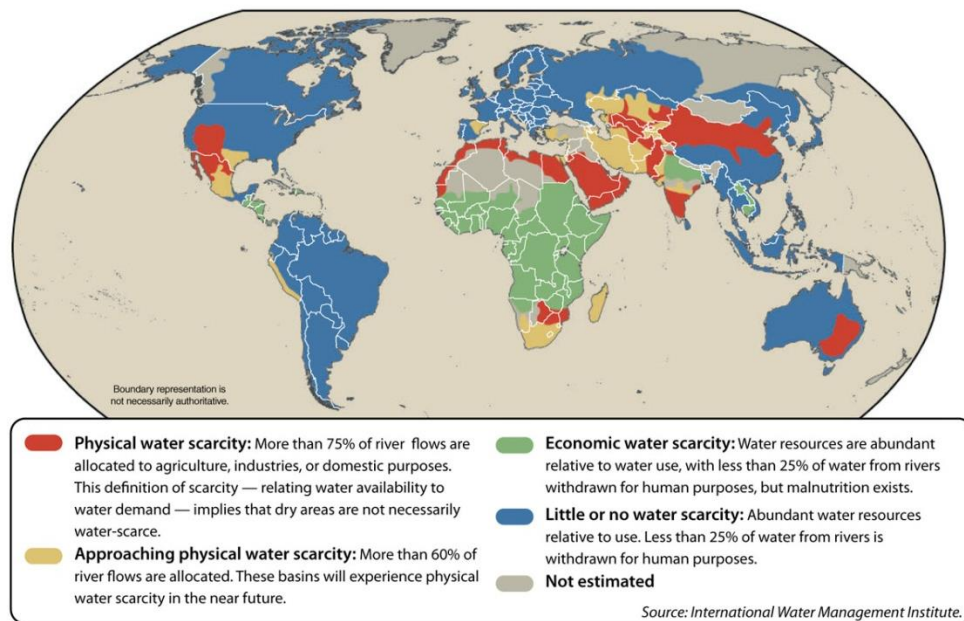 Boundary representation is
not necessarily authoritative.
Physical water scarcity: More than 75% of river flows are
allocated to agriculture, industries, or domestic purposes.
This definition of scarcity — relating water availability to
water demand — implies that dry areas are not necessarily
water-scarce.
Approaching physical water scarcity: More than 60% of
river flows are allocated. These basins will experience physical
water scarcity in the near future.
Economic water scarcity: Water resources are abundant
relative to water use, with less than 25% of water from rivers
withdrawn for human purposes, but malnutrition exists.
Little or no water scarcity: Abundant water resources
relative to use. Less than 25% of water from rivers is
withdrawn for human purposes.
Not estimated
Source: International Water Management Institute.